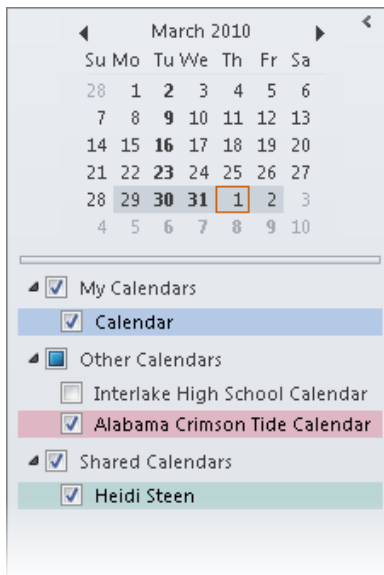 March 2010
Su Mo Tu We Th Fr Sa
28 1 2 3 4 5 6
7 8 9 10 11 12 13
14 15 16 17 18 19 20
21 22 23 24 25 26 27
28 29 30 31 1 2 3
4 5 6 7 8 9 10
My Calendars
Calendar
Other Calendars
Interlake High School Calendar
Alabama Crimson Tide Calendar
Shared Calendars
Heidi Steen